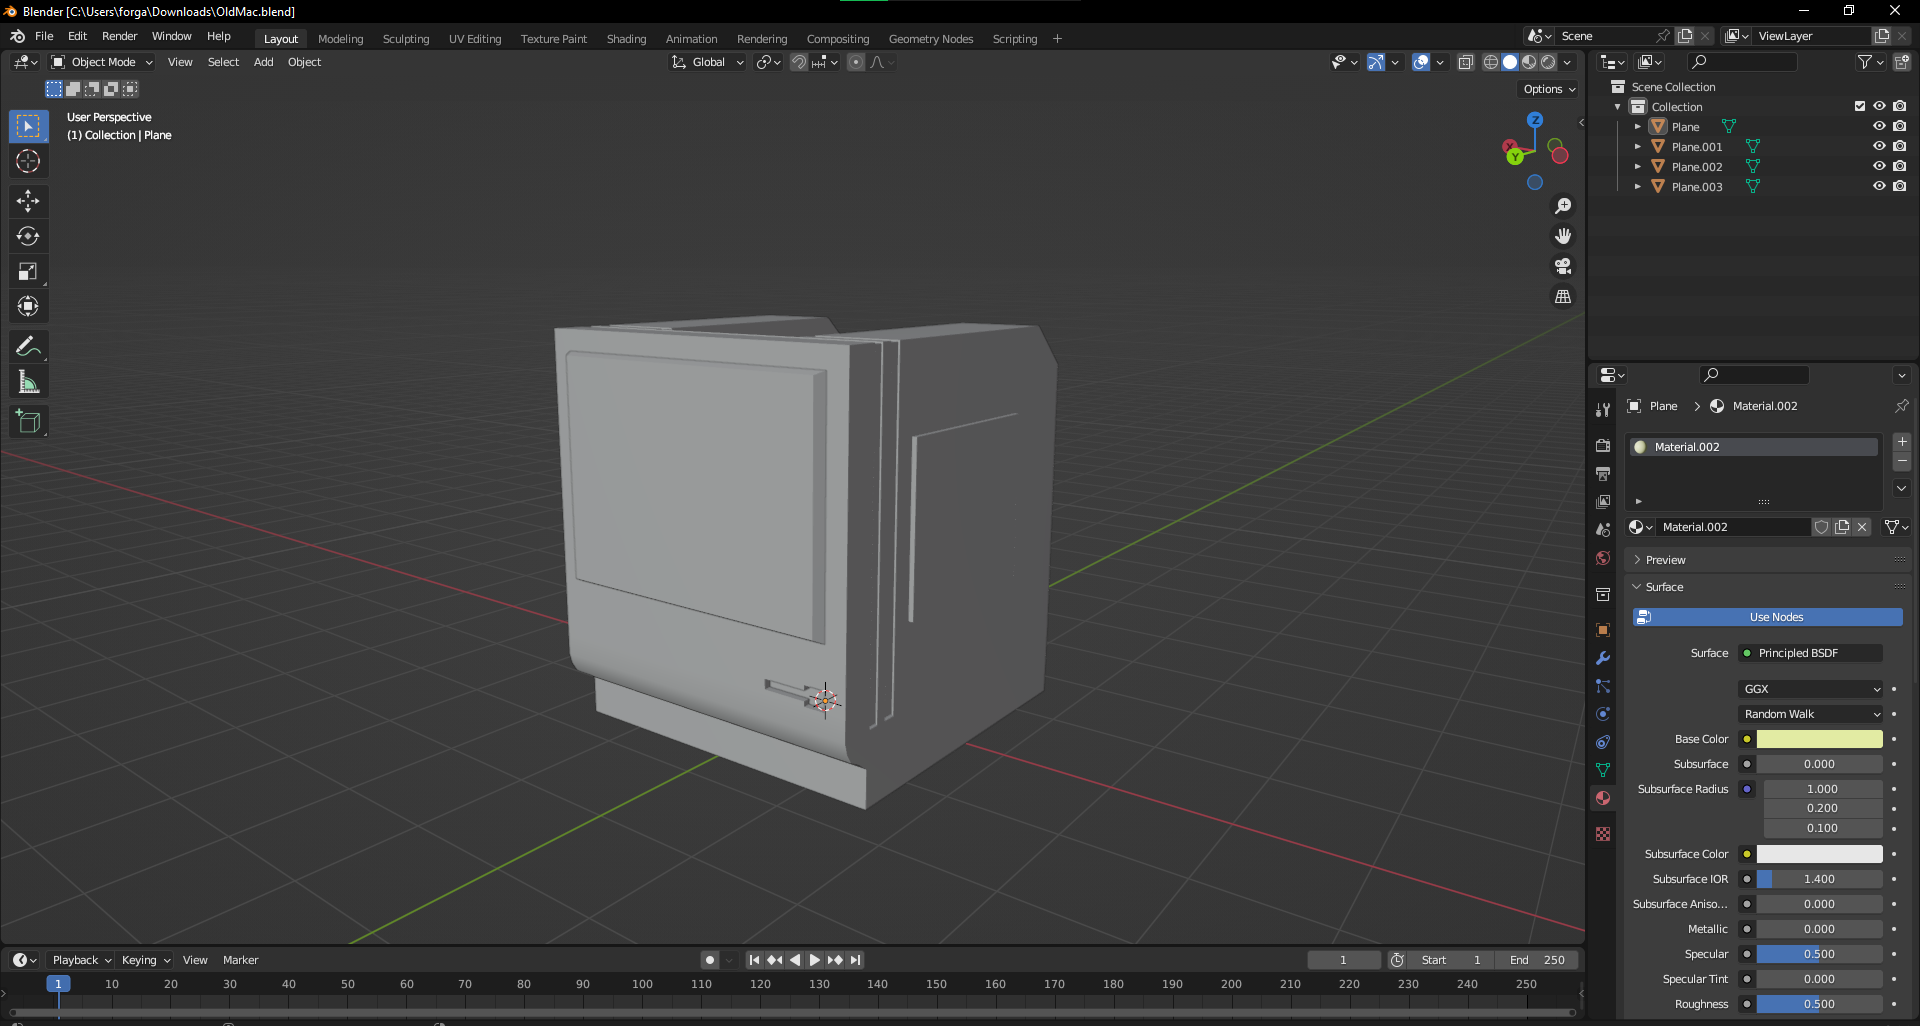 Blender [C:\Users\forga\Downloads\OldMac.blend]
File Edit Render Window Help Layout Modeling Sculpting UV Editing Texture Paint Shading Animation Rendering Compositing Geometry Nodes Scripting + Scene ViewLayer
Object Mode View Select Add Object Global
Options
User Perspective
(1) Collection | Plane
Z
X
Y
Scene Collection
Collection
Plane
Plane.001
Plane.002
Plane.003
Plane > Material.002
Material.002
Material.002
Preview
Surface
Use Nodes
Surface Principled BSDF
GGX
Random Walk
Base Color
Subsurface 0.000
Subsurface Radius 1.000
0.200
0.100
Subsurface Color
Subsurface IOR 1.400
Subsurface Aniso... 0.000
Metallic 0.000
Specular 0.500
Specular Tint 0.000
Roughness 0.500
Playback Keying View Marker 1 Start 1 End 250
1 10 20 30 40 50 60 70 80 90 100 110 120 130 140 150 160 170 180 190 200 210 220 230 240 250